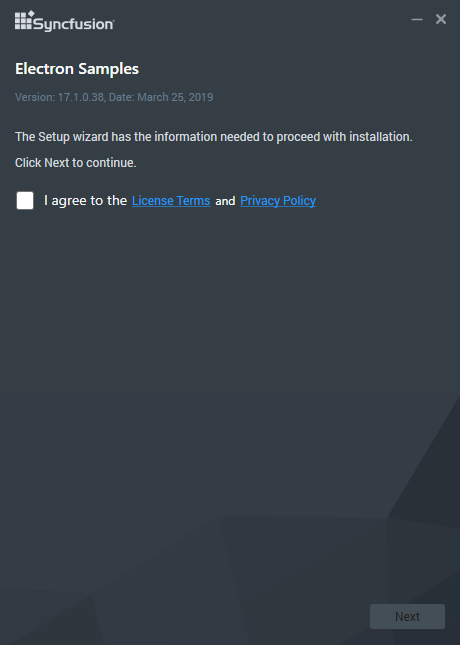 Syncfusion
Electron Samples
Version: 17.1.0.38, Date: March 25, 2019
The Setup wizard has the information needed to proceed with installation.
Click Next to continue.
I agree to the License Terms and Privacy Policy
Next